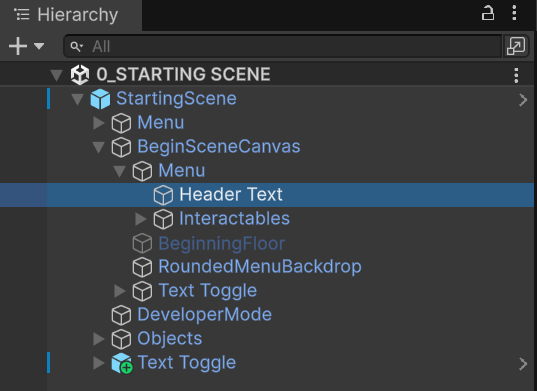 Hierarchy
All
0_STARTING SCENE
StartingScene
Menu
BeginSceneCanvas
Menu
Header Text
Interactables
BeginningFloor
RoundedMenuBackdrop
Text Toggle
DeveloperMode
Objects
Text Toggle